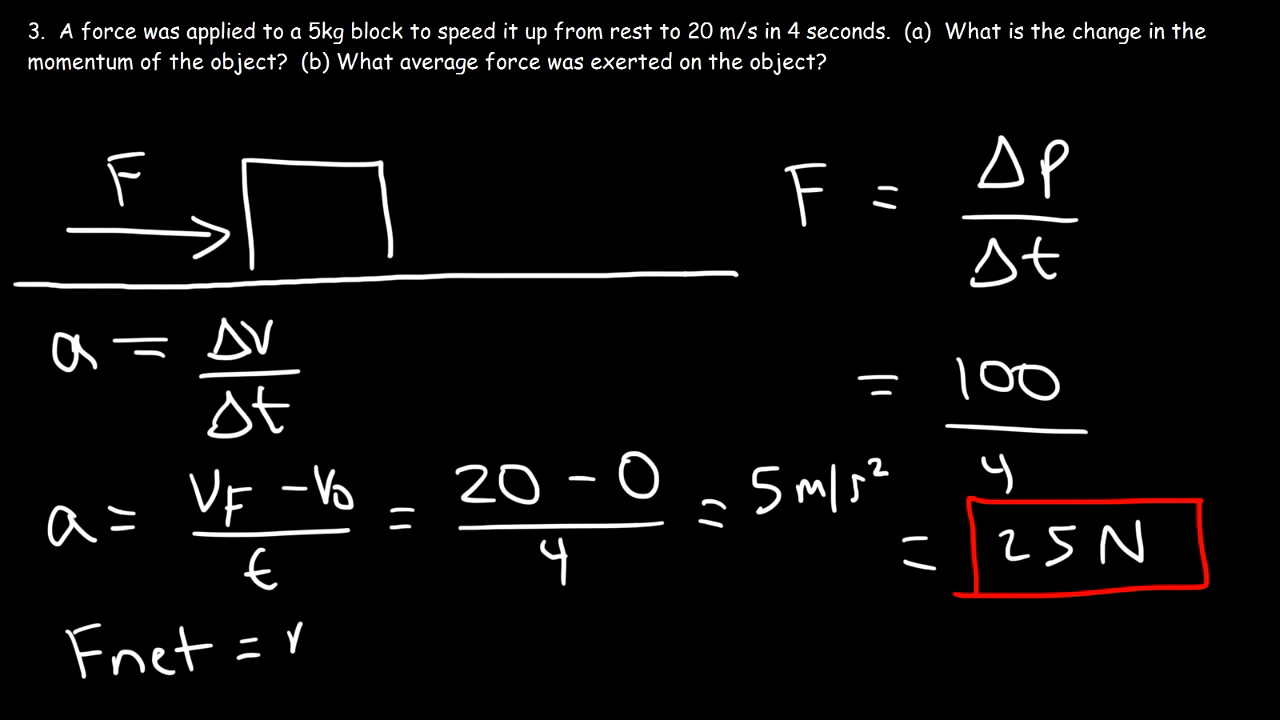 3. A force was applied to a 5kg block to speed it up from rest to 20 m/s in 4 seconds. (a) What is the change in the
momentum of the object? (b) What average force was exerted on the object?
F
F = Δp/Δt
a = Δv/Δt
= 100/4
a = VF - V0/t = 20 - 0/4 = 5 m/s²
= 25 N
Fnet =